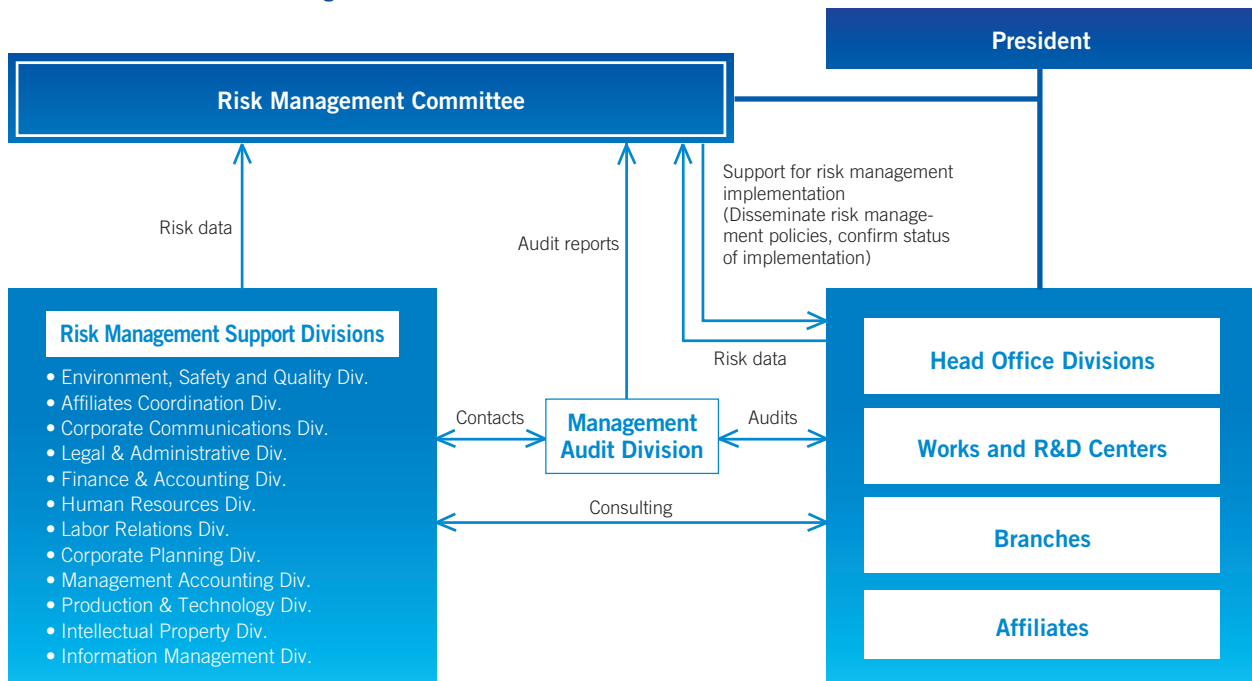 President
Risk Management Committee
Support for risk management
implementation
(Disseminate risk manage-
ment policies, confirm status
of implementation)
Risk data
Audit reports
Risk Management Support Divisions
• Environment, Safety and Quality Div.
• Affiliates Coordination Div.
• Corporate Communications Div.
• Legal & Administrative Div.
• Finance & Accounting Div.
• Human Resources Div.
• Labor Relations Div.
• Corporate Planning Div.
• Management Accounting Div.
• Production & Technology Div.
• Intellectual Property Div.
• Information Management Div.
Risk data
Contacts
Management
Audit Division
Audits
Consulting
Head Office Divisions
Works and R&D Centers
Branches
Affiliates